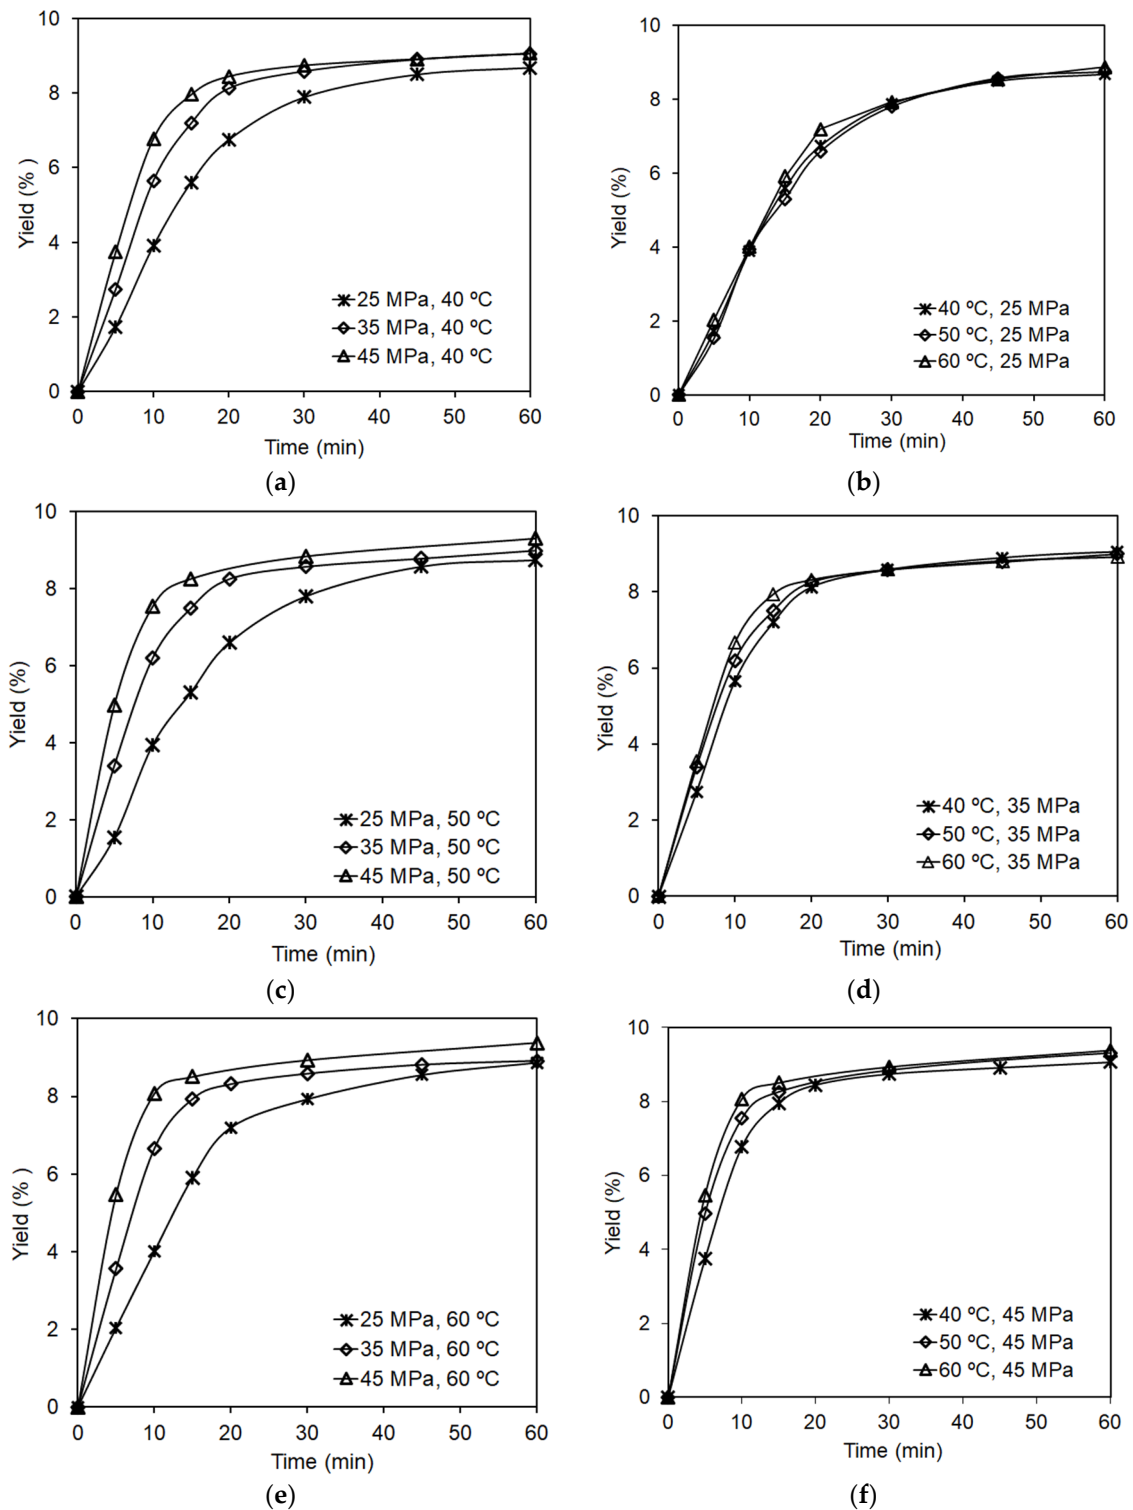 10
8
6
4
2
0
Yield (% )
25 MPa, 40 ºC
35 MPa, 40 ºC
45 MPa, 40 ºC
0 10 20 30 40 50 60
Time (min)
(a)
10
8
6
4
2
0
Yield (%)
40 ºC, 25 MPa
50 ºC, 25 MPa
60 ºC, 25 MPa
0 10 20 30 40 50 60
Time (min)
(b)
10
8
6
4
2
0
Yield (%)
25 MPa, 50 ºC
35 MPa, 50 ºC
45 MPa, 50 ºC
0 10 20 30 40 50 60
Time (min)
(c)
10
8
6
4
2
0
Yield (%)
40 ºC, 35 MPa
50 ºC, 35 MPa
60 ºC, 35 MPa
0 10 20 30 40 50 60
Time (min)
(d)
10
8
6
4
2
0
Yield (% )
25 MPa, 60 ºC
35 MPa, 60 ºC
45 MPa, 60 ºC
0 10 20 30 40 50 60
Time (min)
(e)
10
8
6
4
2
0
Yield (%)
40 ºC, 45 MPa
50 ºC, 45 MPa
60 ºC, 45 MPa
0 10 20 30 40 50 60
Time (min)
(f)